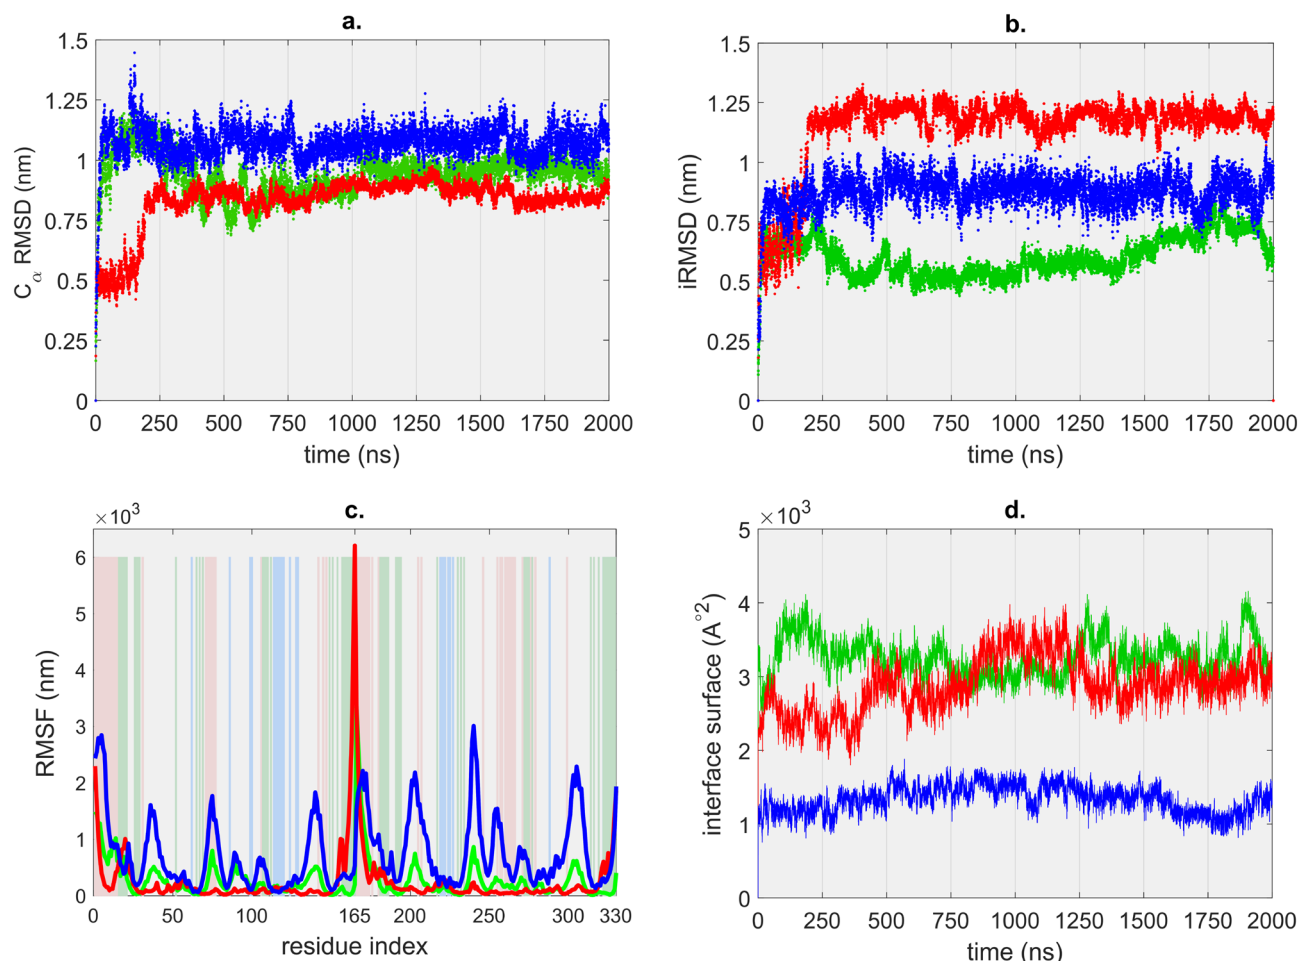 a.
1.5
1.25
1
0.75
0.5
0.25
0
C α RMSD (nm)
0 250 500 750 1000 1250 1500 1750 2000
time (ns)
b.
1.5
1.25
1
0.75
0.5
0.25
0
iRMSD (nm)
0 250 500 750 1000 1250 1500 1750 2000
time (ns)
c.
×10³
6
5
4
3
2
1
0
RMSF (nm)
0 50 100 165 200 250 300 330
residue index
d.
×10³
5
4
3
2
1
0
interface surface (A°2)
0 250 500 750 1000 1250 1500 1750 2000
time (ns)